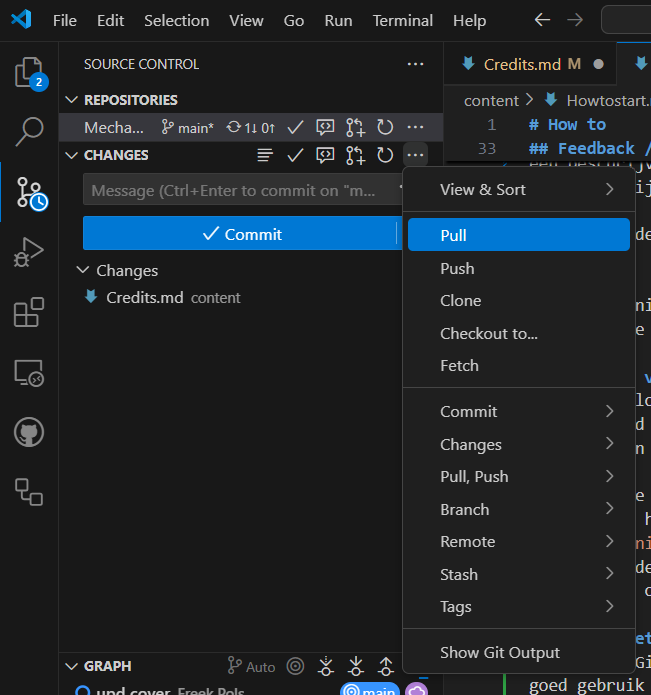 File Edit Selection View Go Run Terminal Help
SOURCE CONTROL
Credits.md M
REPOSITORIES
content > Howtostart.
Mecha... main* 1↓ 0↑
1 # How to
CHANGES
33 ## Feedback /
Message (Ctrl+Enter to commit on "m...
View & Sort
Commit
Pull
Changes
Push
Credits.md content
Clone
Checkout to...
Fetch
Commit
Changes
Pull, Push
Branch
Remote
Stash
Tags
Show Git Output
GRAPH Auto
upd cover Freek Pols main
goed gebruik
2